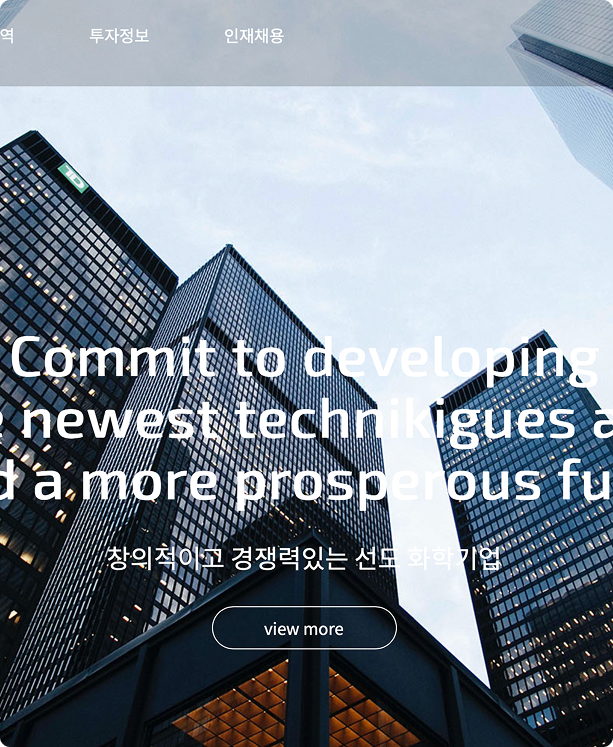 역 투자정보 인재채용
TD
Commit to developing
e newest technikigues a
d a more prosperous fu
창의적이고 경쟁력있는 선도 화학기업
view more